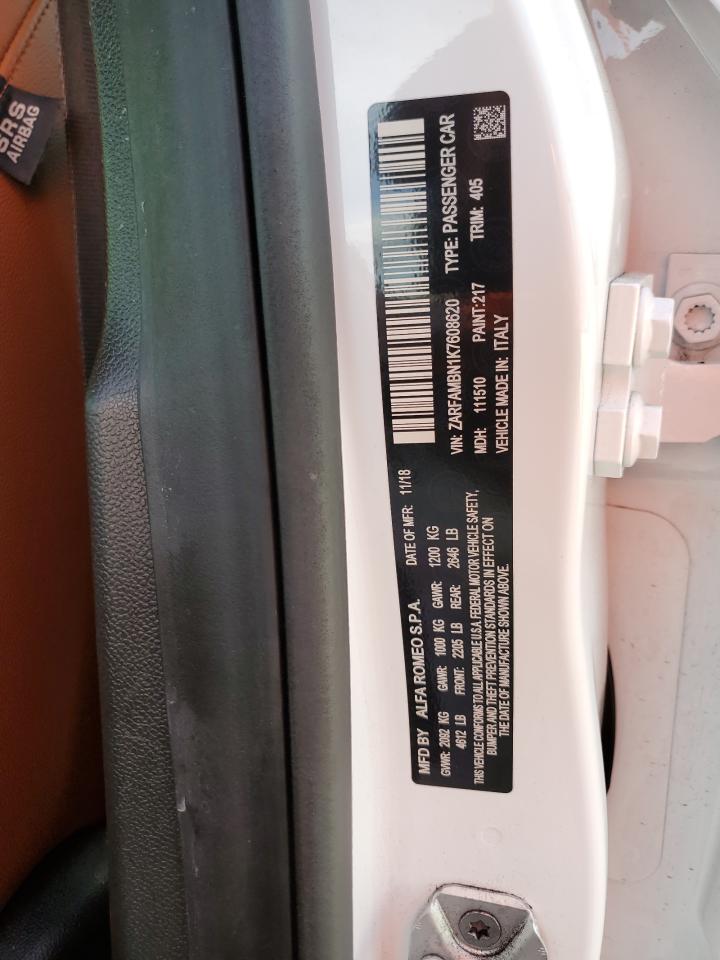 SRS
AIRBAG
MFD BY ALFA ROMEO S.P.A. DATE OF MFR: 11/18
GVWR: 2092 KG GAWR: 1000 KG GAWR: 1200 KG
4612 LB FRONT: 2205 LB REAR: 2646 LB
THIS VEHICLE CONFORMS TO ALL APPLICABLE U.S.A. FEDERAL MOTOR VEHICLE SAFETY,
BUMPER AND THEFT PREVENTION STANDARDS IN EFFECT ON
THE DATE OF MANUFACTURE SHOWN ABOVE.
VIN: ZARFAMBN1K7608620 TYPE: PASSENGER CAR
MDH: 111510 PAINT:217 TRIM: 405
VEHICLE MADE IN: ITALY